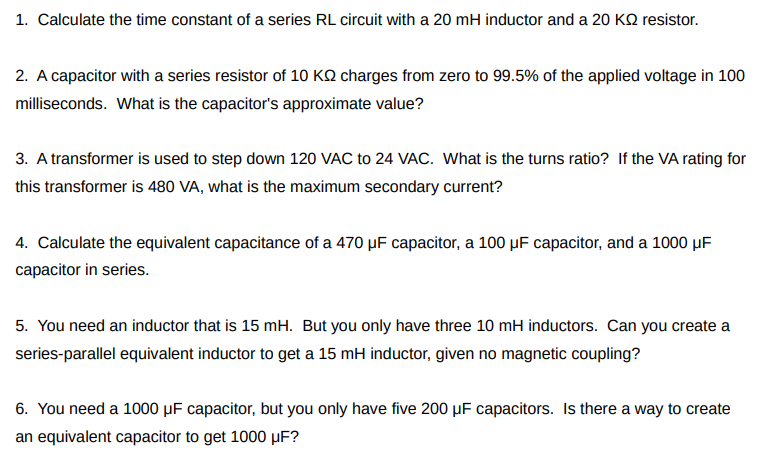 1.  Calculate the time constant of a series RL circuit with a 20 mH inductor and a 20 KΩ resistor.
2.  A capacitor with a series resistor of 10 KΩ charges from zero to 99.5% of the applied voltage in 100
milliseconds.  What is the capacitor's approximate value?
3.  A transformer is used to step down 120 VAC to 24 VAC.  What is the turns ratio?  If the VA rating for
this transformer is 480 VA, what is the maximum secondary current?
4.  Calculate the equivalent capacitance of a 470 μF capacitor, a 100 μF capacitor, and a 1000 μF
capacitor in series.
5.  You need an inductor that is 15 mH.  But you only have three 10 mH inductors.  Can you create a
series-parallel equivalent inductor to get a 15 mH inductor, given no magnetic coupling?
6.  You need a 1000 μF capacitor, but you only have five 200 μF capacitors.  Is there a way to create
an equivalent capacitor to get 1000 μF?